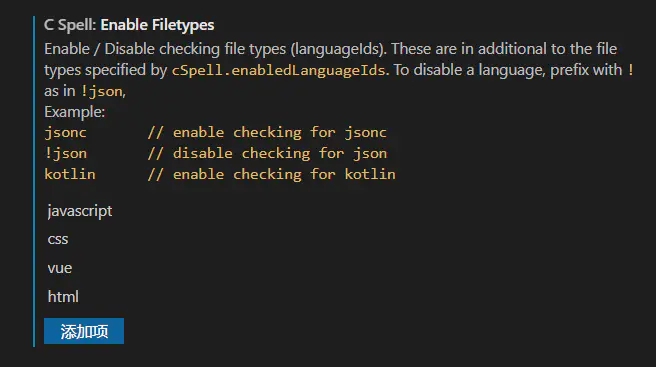 C Spell: Enable Filetypes
Enable / Disable checking file types (languageIds). These are in additional to the file
types specified by cSpell.enabledLanguageIds. To disable a language, prefix with !
as in !json,
Example:
jsonc // enable checking for jsonc
!json // disable checking for json
kotlin // enable checking for kotlin
javascript
css
vue
html
添加项